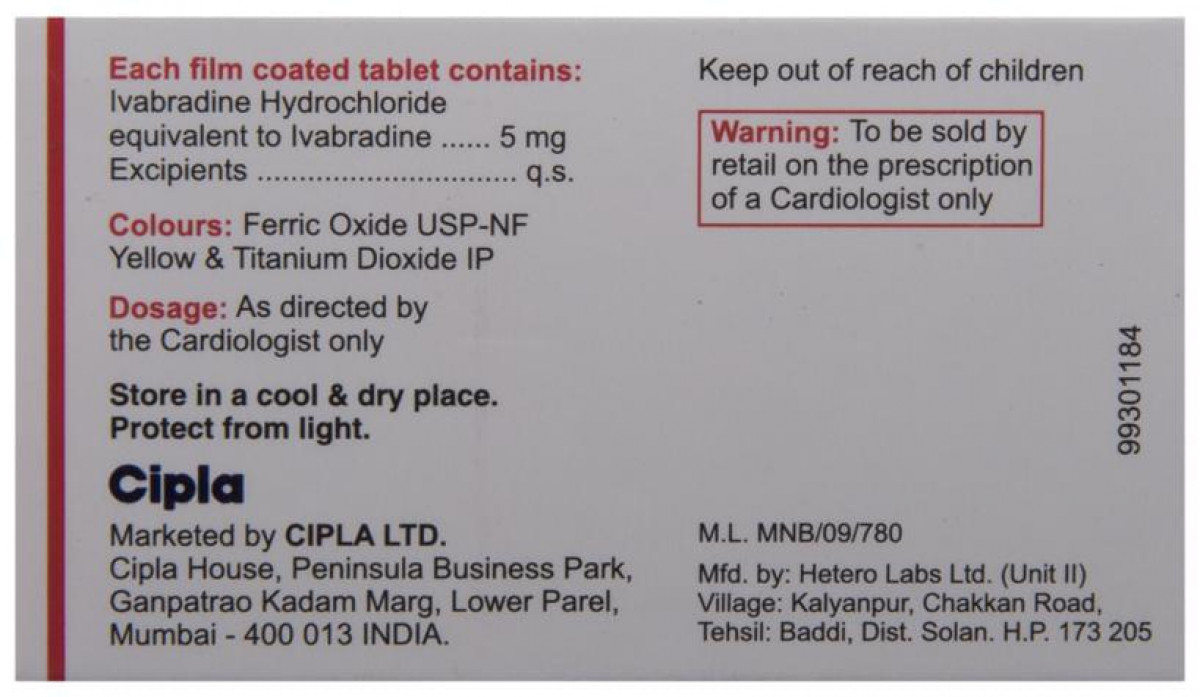 Each film coated tablet contains:
Ivabradine Hydrochloride
equivalent to Ivabradine ...... 5 mg
Excipients ............................... q.s.
Colours: Ferric Oxide USP-NF
Yellow & Titanium Dioxide IP
Dosage: As directed by
the Cardiologist only
Store in a cool & dry place.
Protect from light.
Cipla
Marketed by CIPLA LTD.
Cipla House, Peninsula Business Park,
Ganpatrao Kadam Marg, Lower Parel,
Mumbai - 400 013 INDIA.
Keep out of reach of children
Warning: To be sold by
retail on the prescription
of a Cardiologist only
99301184
M.L. MNB/09/780
Mfd. by: Hetero Labs Ltd. (Unit II)
Village: Kalyanpur, Chakkan Road,
Tehsil: Baddi, Dist. Solan. H.P. 173 205